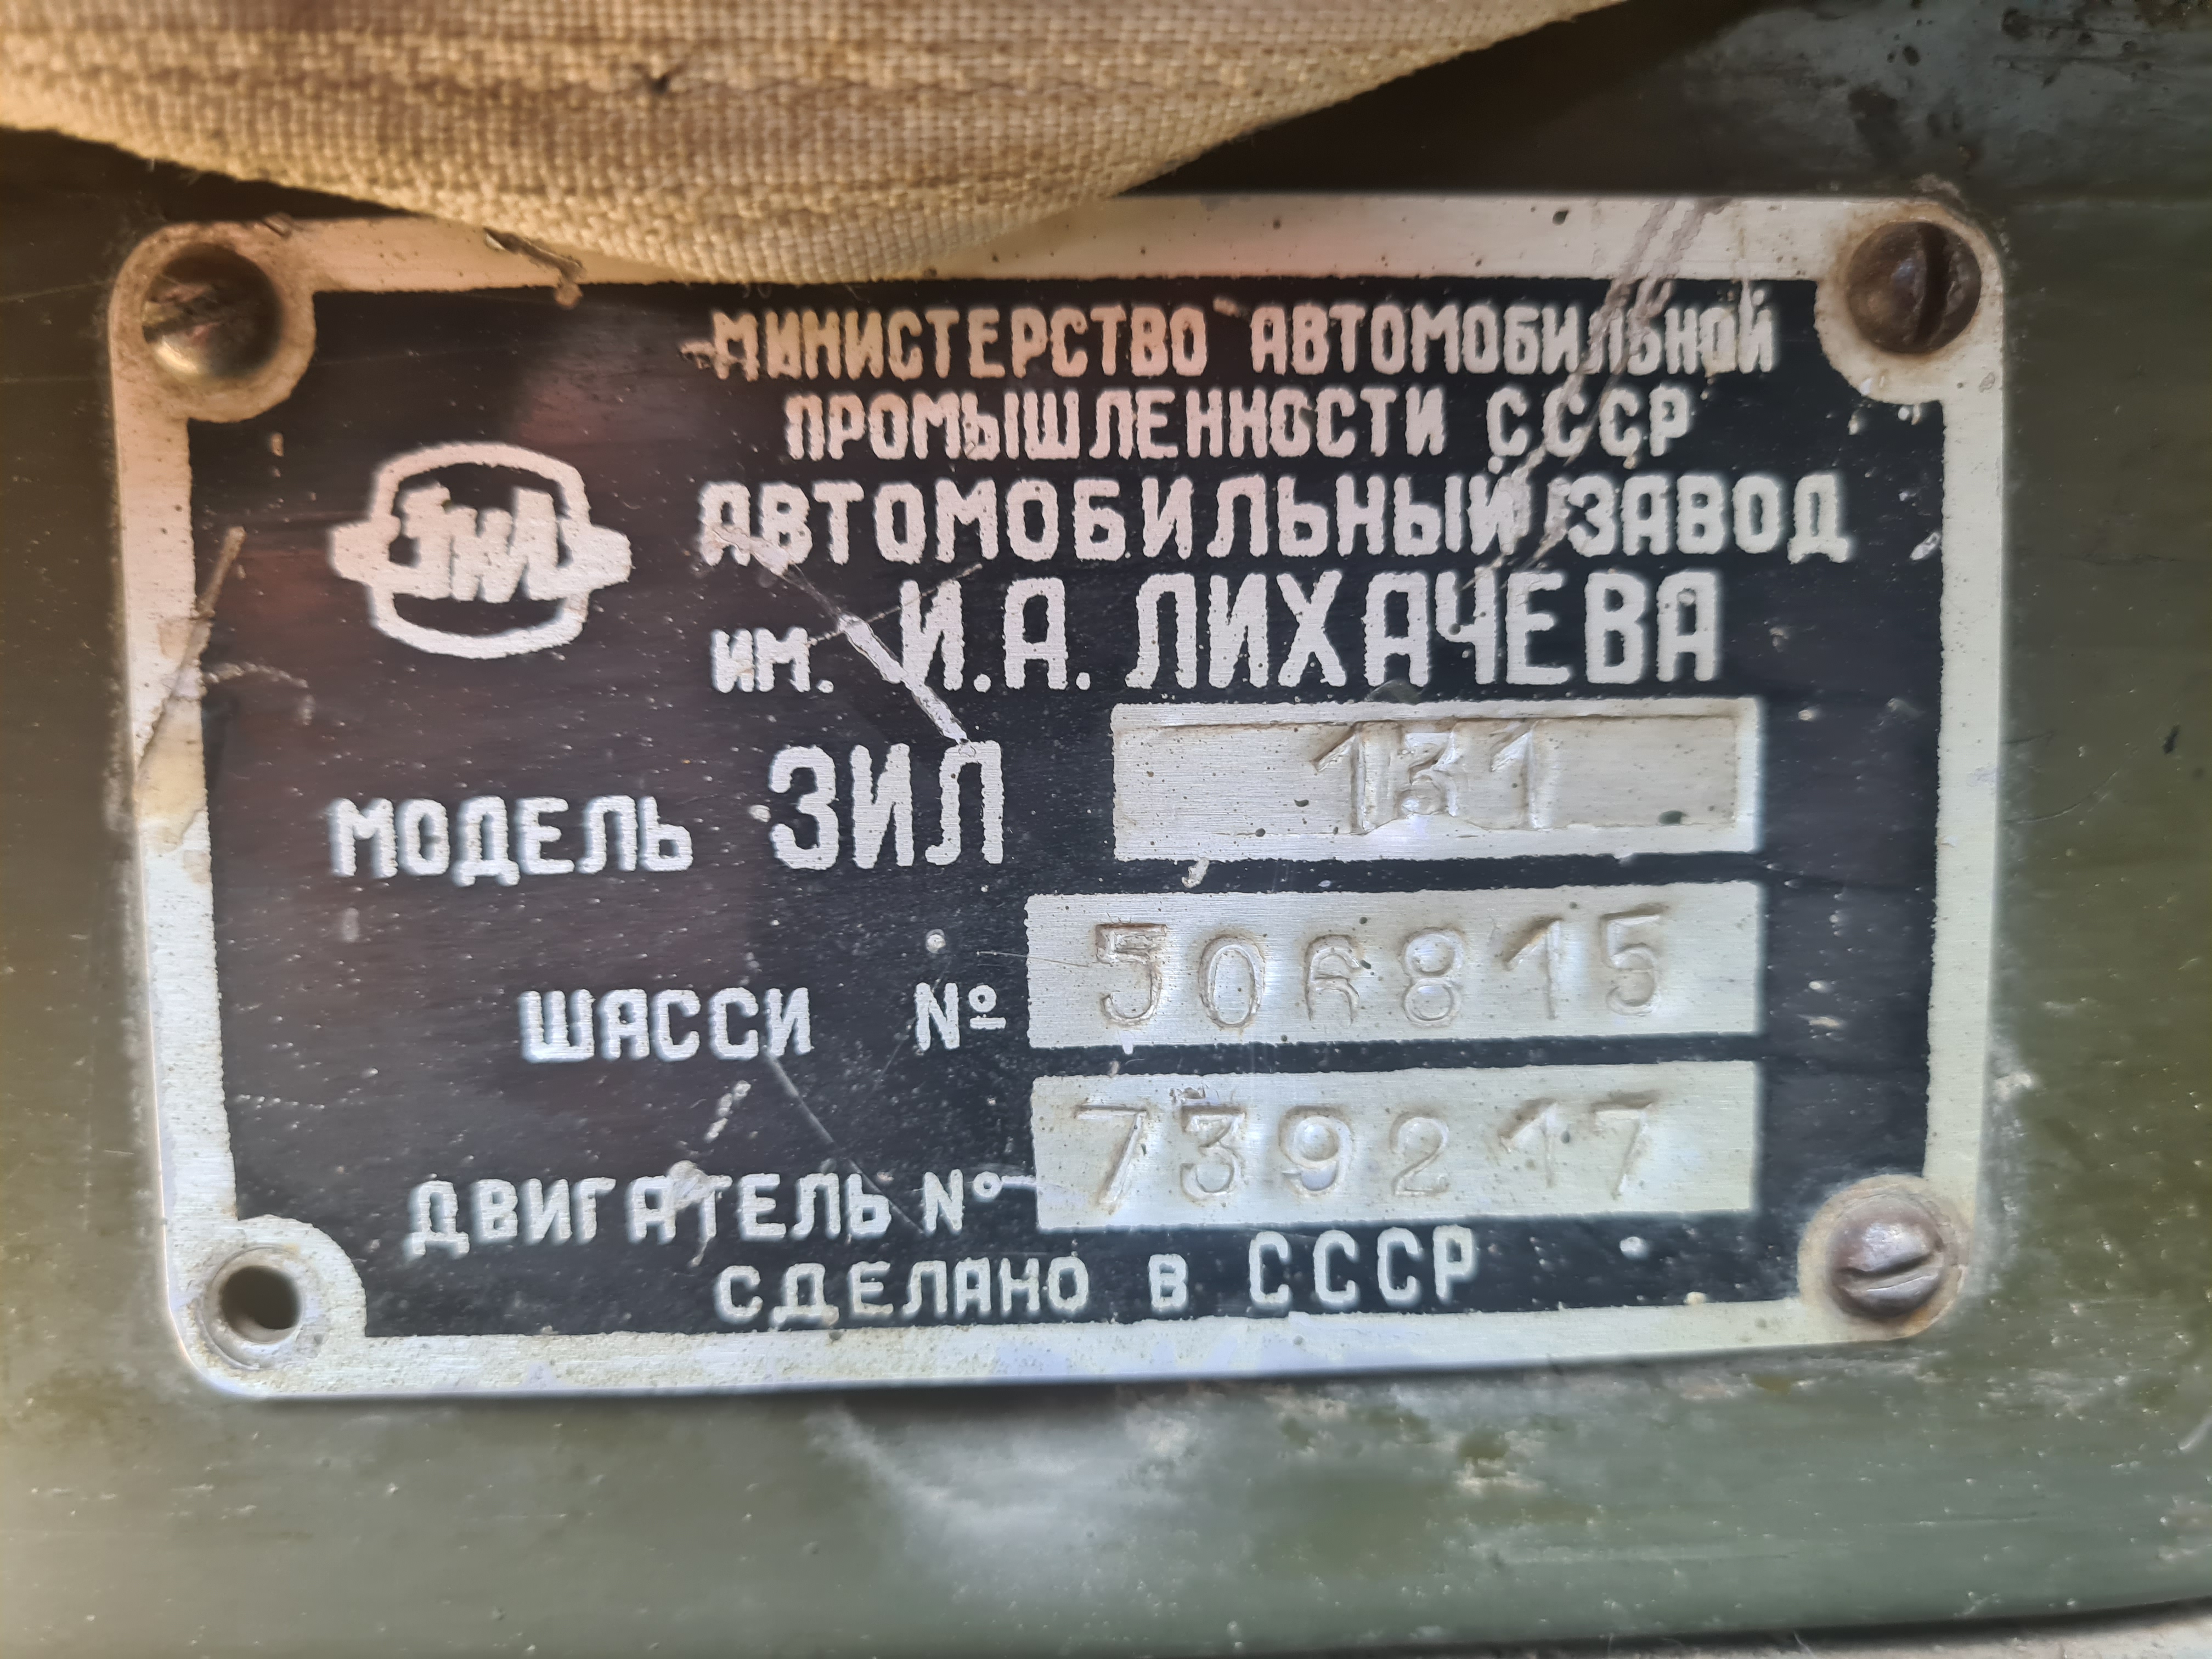 МИНИСТЕРСТВО АВТОМОБИЛЬНОЙ
ПРОМЫШЛЕННОСТИ СССР
ЗИЛ
АВТОМОБИЛЬНЫЙ ЗАВОД
ИМ. И.А. ЛИХАЧЕВА
МОДЕЛЬ ЗИЛ 131
ШАССИ № 506815
ДВИГАТЕЛЬ № 739217
СДЕЛАНО В СССР